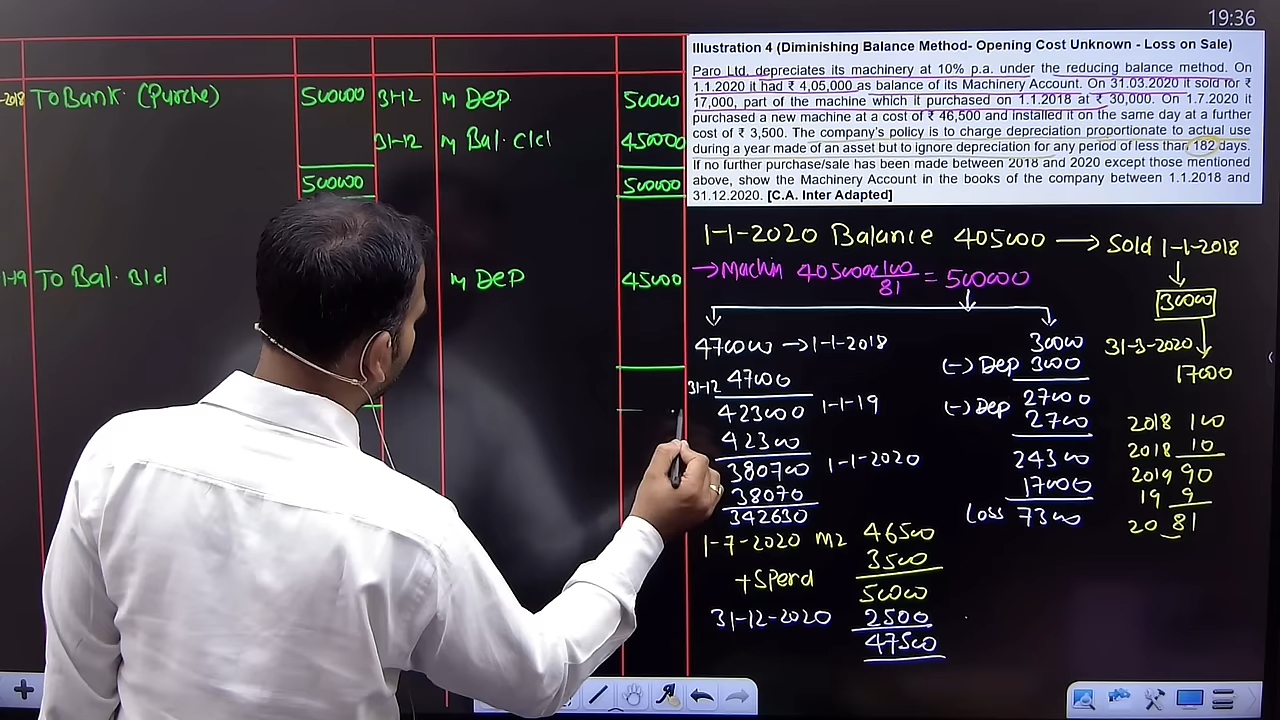 19:36
Illustration 4 (Diminishing Balance Method- Opening Cost Unknown - Loss on Sale)
Paro Ltd. depreciates its machinery at 10% p.a. under the reducing balance method. On
1.1.2020 it had ₹ 4,05,000 as balance of its Machinery Account. On 31.03.2020 it sold for ₹
17,000, part of the machine which it purchased on 1.1.2018 at ₹ 30,000. On 1.7.2020 it
purchased a new machine at a cost of ₹ 46,500 and installed it on the same day at a further
cost of ₹ 3,500. The company's policy is to charge depreciation proportionate to actual use
during a year made of an asset but to ignore depreciation for any period of less than 182 days.
If no further purchase/sale has been made between 2018 and 2020 except those mentioned
above, show the Machinery Account in the books of the company between 1.1.2018 and
31.12.2020. [C.A. Inter Adapted]
2018 To Bank (Purche) 500000 31-12 By Dep 50000
31-12 By Bal. C/d 450000
500000 500000
1-19 To Bal. B/d By Dep 45000
1-1-2020 Balance 405000 → Sold 1-1-2018
→ Machin 405000x100/81 = 500000
30000
470000 → 1-1-2018
31-12 47000
423000 1-1-19
42300
380700 1-1-2020
38070
342630
30000
(-) Dep 3000
27000
(-) Dep 2700
24300
17000
Loss 7300
31-3-2020
17000
2018 100
2018 10
2019 90
19 9
20 81
1-7-2020 M2 46500
3500
+Spend
50000
31-12-2020 2500
47500